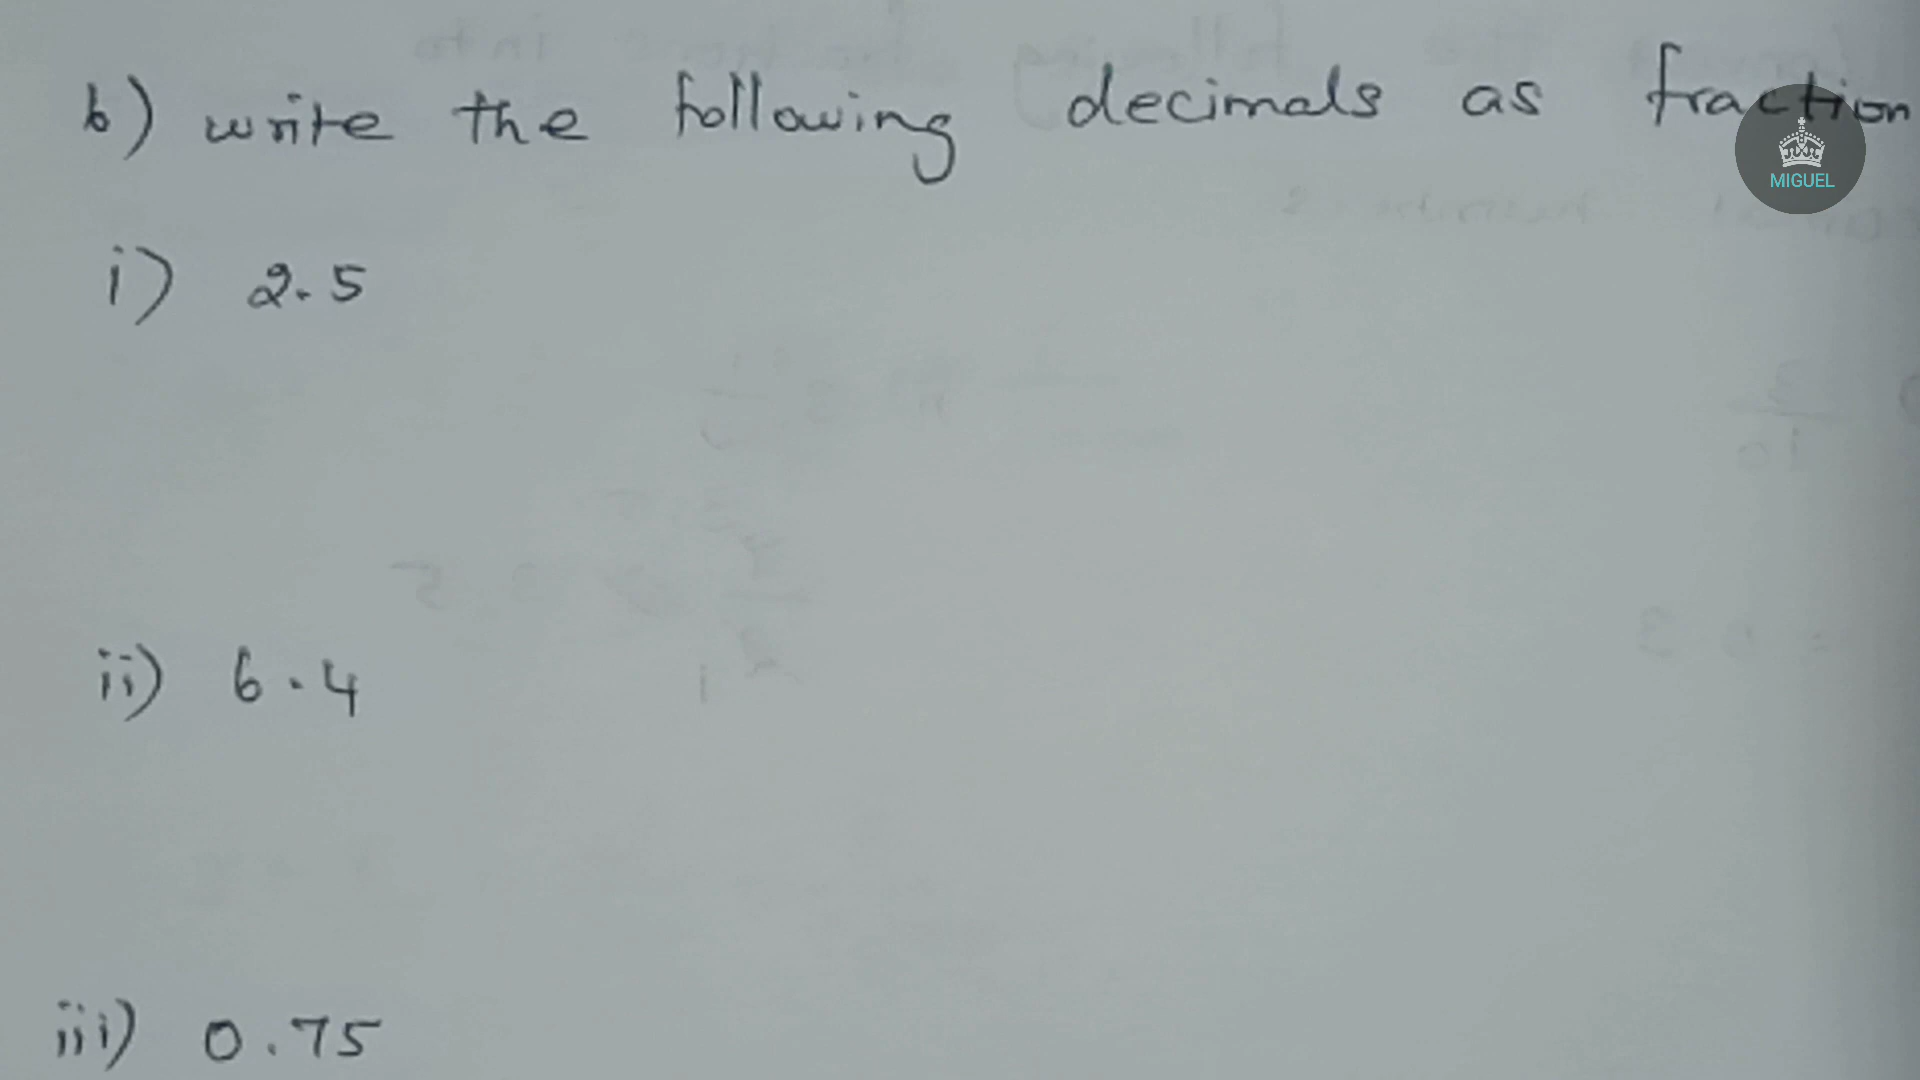 b) write the following decimals as fraction
MIGUEL
i) 2.5
ii) 6.4
iii) 0.75